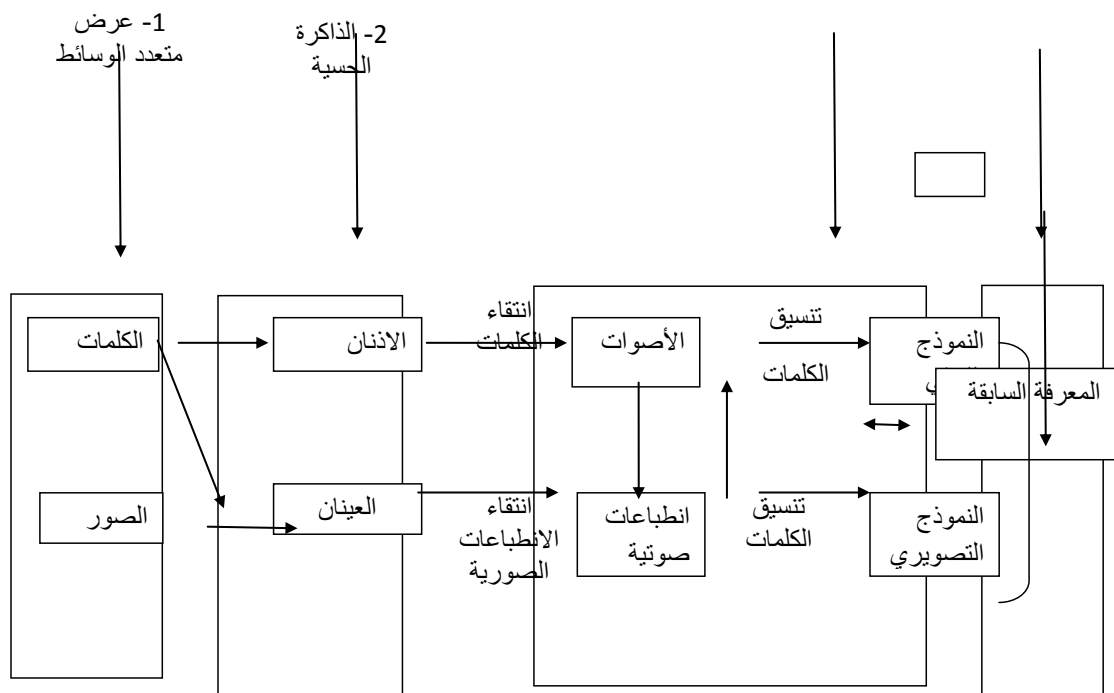 1- عرض
متعدد الوسائط
2- الذاكرة
الحسية
الكلمات
الاذنان
انتقاء
الكلمات
الأصوات
تنسيق
الكلمات
النموذج
المعرفة السابقة
الصور
العينان
انتقاء
الانطباعات
الصورية
انطباعات
صوتية
تنسيق
الكلمات
النموذج
التصويري